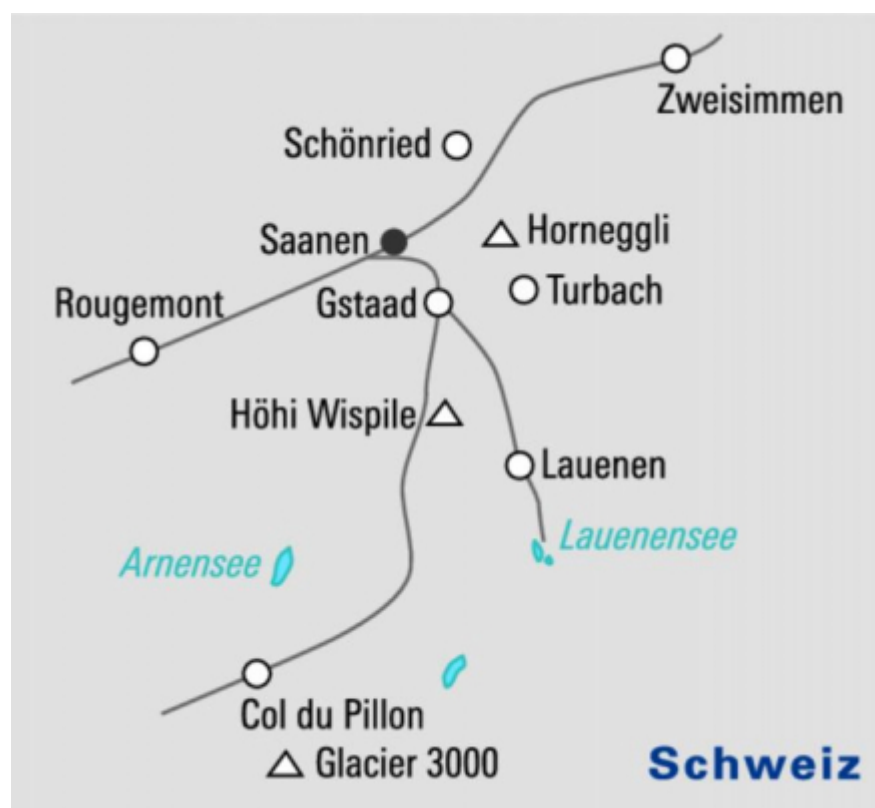 Zweisimmen
Schönried
Saanen
Horneggli
Rougemont
Gstaad
Turbach
Höhi Wispile
Lauenen
Arnensee
Lauenensee
Col du Pillon
Glacier 3000
Schweiz